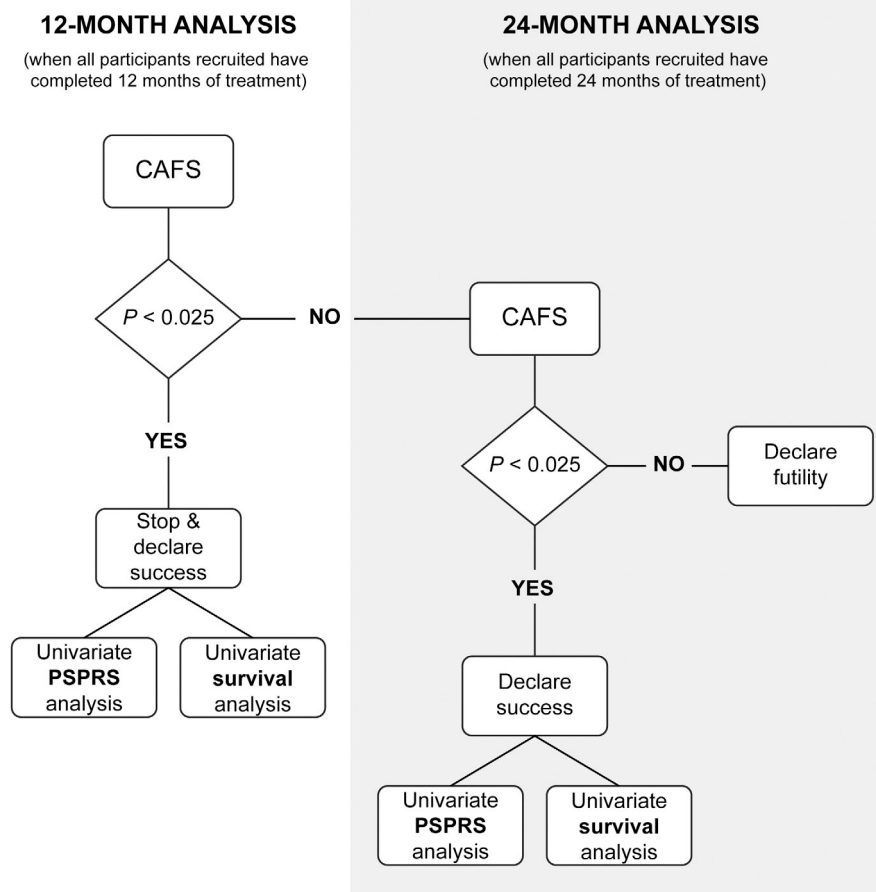 12-MONTH ANALYSIS
(when all participants recruited have
completed 12 months of treatment)
CAFS
P < 0.025
NO
YES
Stop &
declare
success
Univariate
PSPRS
analysis
Univariate
survival
analysis
24-MONTH ANALYSIS
(when all participants recruited have
completed 24 months of treatment)
CAFS
P < 0.025
NO
Declare
futility
YES
Declare
success
Univariate
PSPRS
analysis
Univariate
survival
analysis